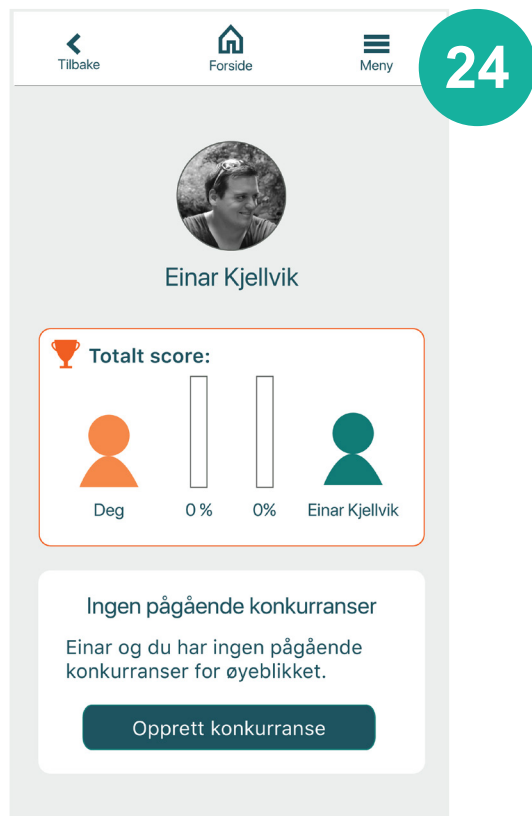 Tilbake
Forside
Meny
24
Einar Kjellvik
Totalt score:
Deg
0 %
0%
Einar Kjellvik
Ingen pågående konkurranser
Einar og du har ingen pågående
konkurranser for øyeblikket.
Opprett konkurranse